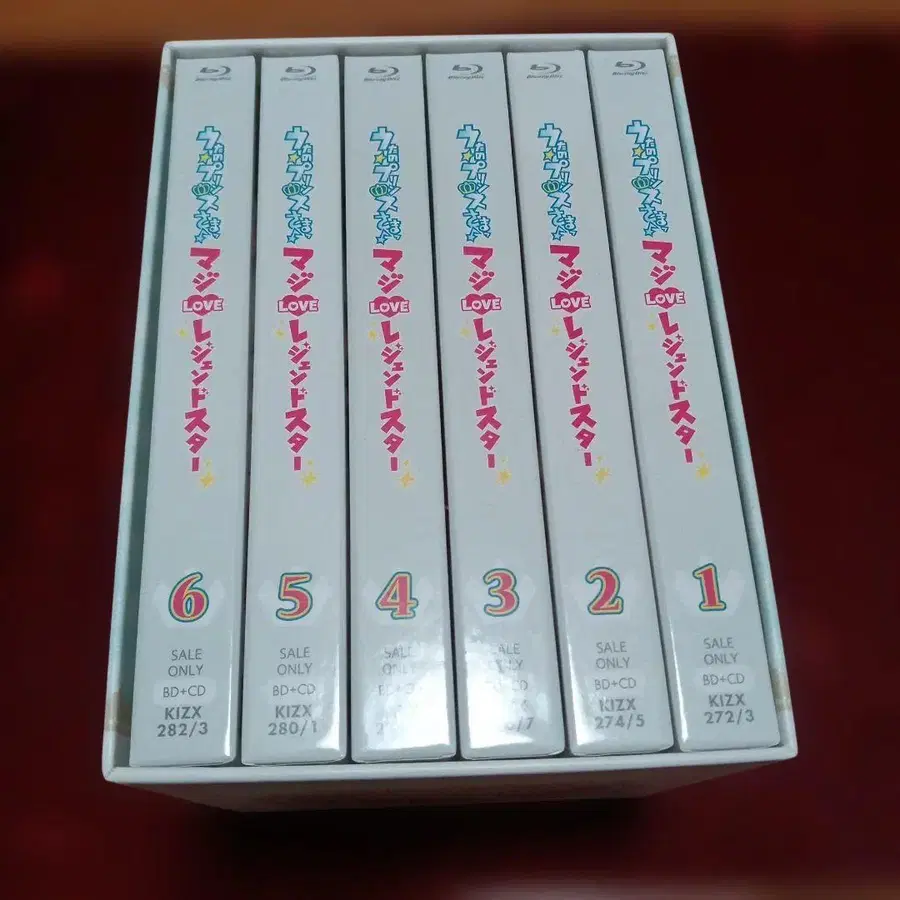 Blu-ray Disc
うたの☆プリンスさまっ♪
マジLOVEレジェンドスター
6
SALE
ONLY
BD+CD
KIZX
282/3
Blu-ray Disc
うたの☆プリンスさまっ♪
マジLOVEレジェンドスター
5
SALE
ONLY
BD+CD
KIZX
280/1
Blu-ray Disc
うたの☆プリンスさまっ♪
マジLOVEレジェンドスター
4
SALE
ONLY
Blu-ray Disc
うたの☆プリンスさまっ♪
マジLOVEレジェンドスター
3
SALE
ONLY
Blu-ray Disc
うたの☆プリンスさまっ♪
マジLOVEレジェンドスター
2
SALE
ONLY
BD+CD
KIZX
274/5
Blu-ray Disc
うたの☆プリンスさまっ♪
マジLOVEレジェンドスター
1
SALE
ONLY
BD+CD
KIZX
272/3